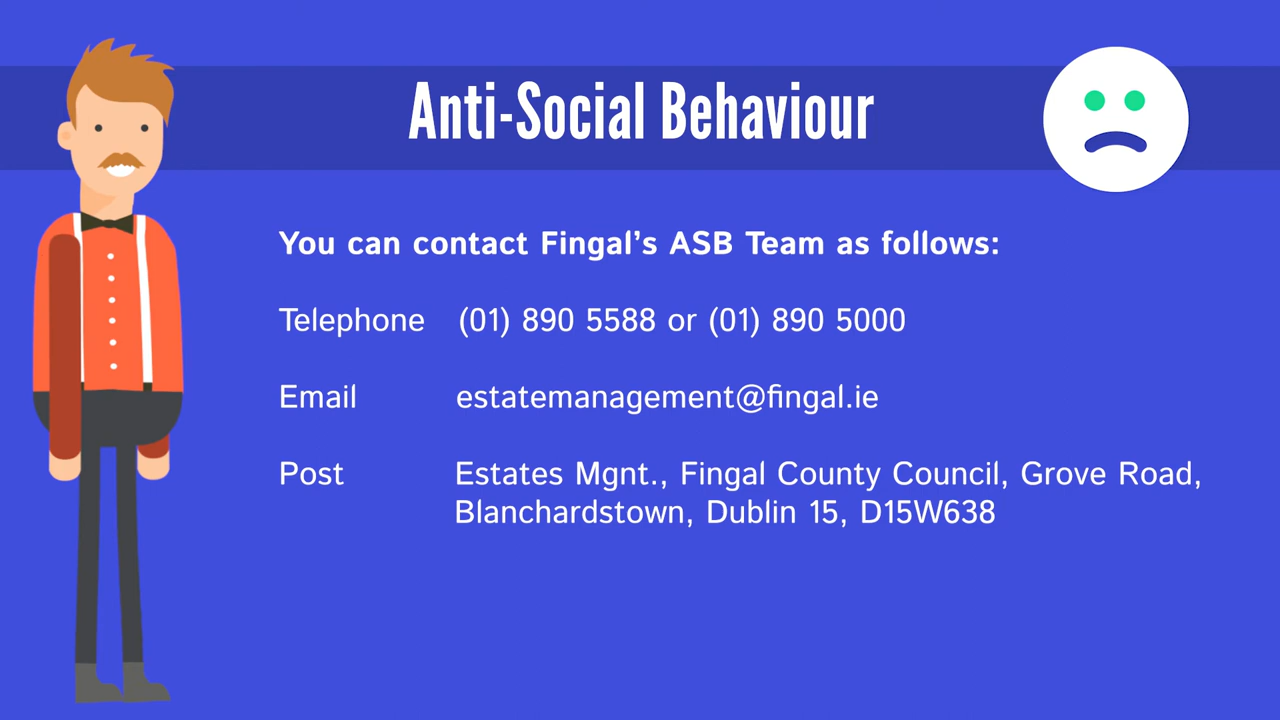 Anti-Social Behaviour
You can contact Fingal's ASB Team as follows:
Telephone (01) 890 5588 or (01) 890 5000
Email estatemanagement@fingal.ie
Post Estates Mgnt., Fingal County Council, Grove Road,
Blanchardstown, Dublin 15, D15W638